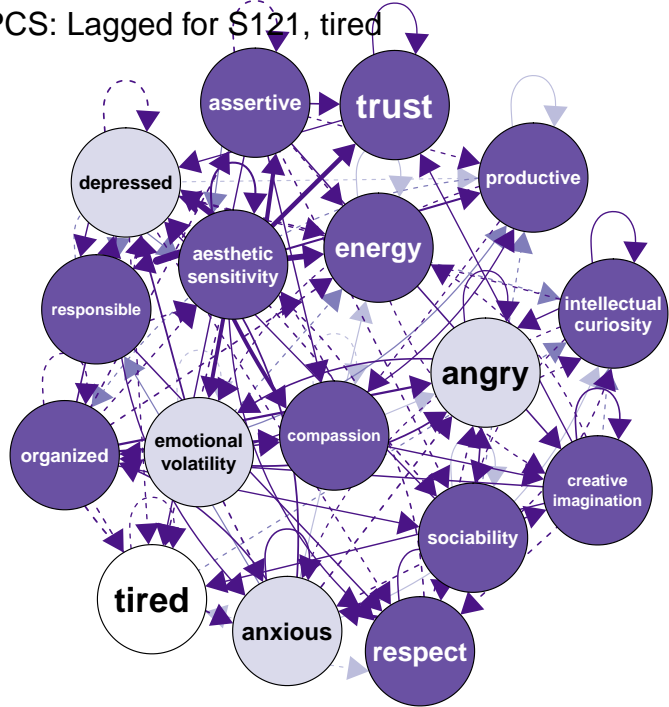 PCS: Lagged for S121, tired
assertive
trust
depressed
productive
aesthetic
sensitivity
energy
responsible
intellectual
curiosity
angry
organized
emotional
volatility
compassion
creative
imagination
sociability
tired
anxious
respect